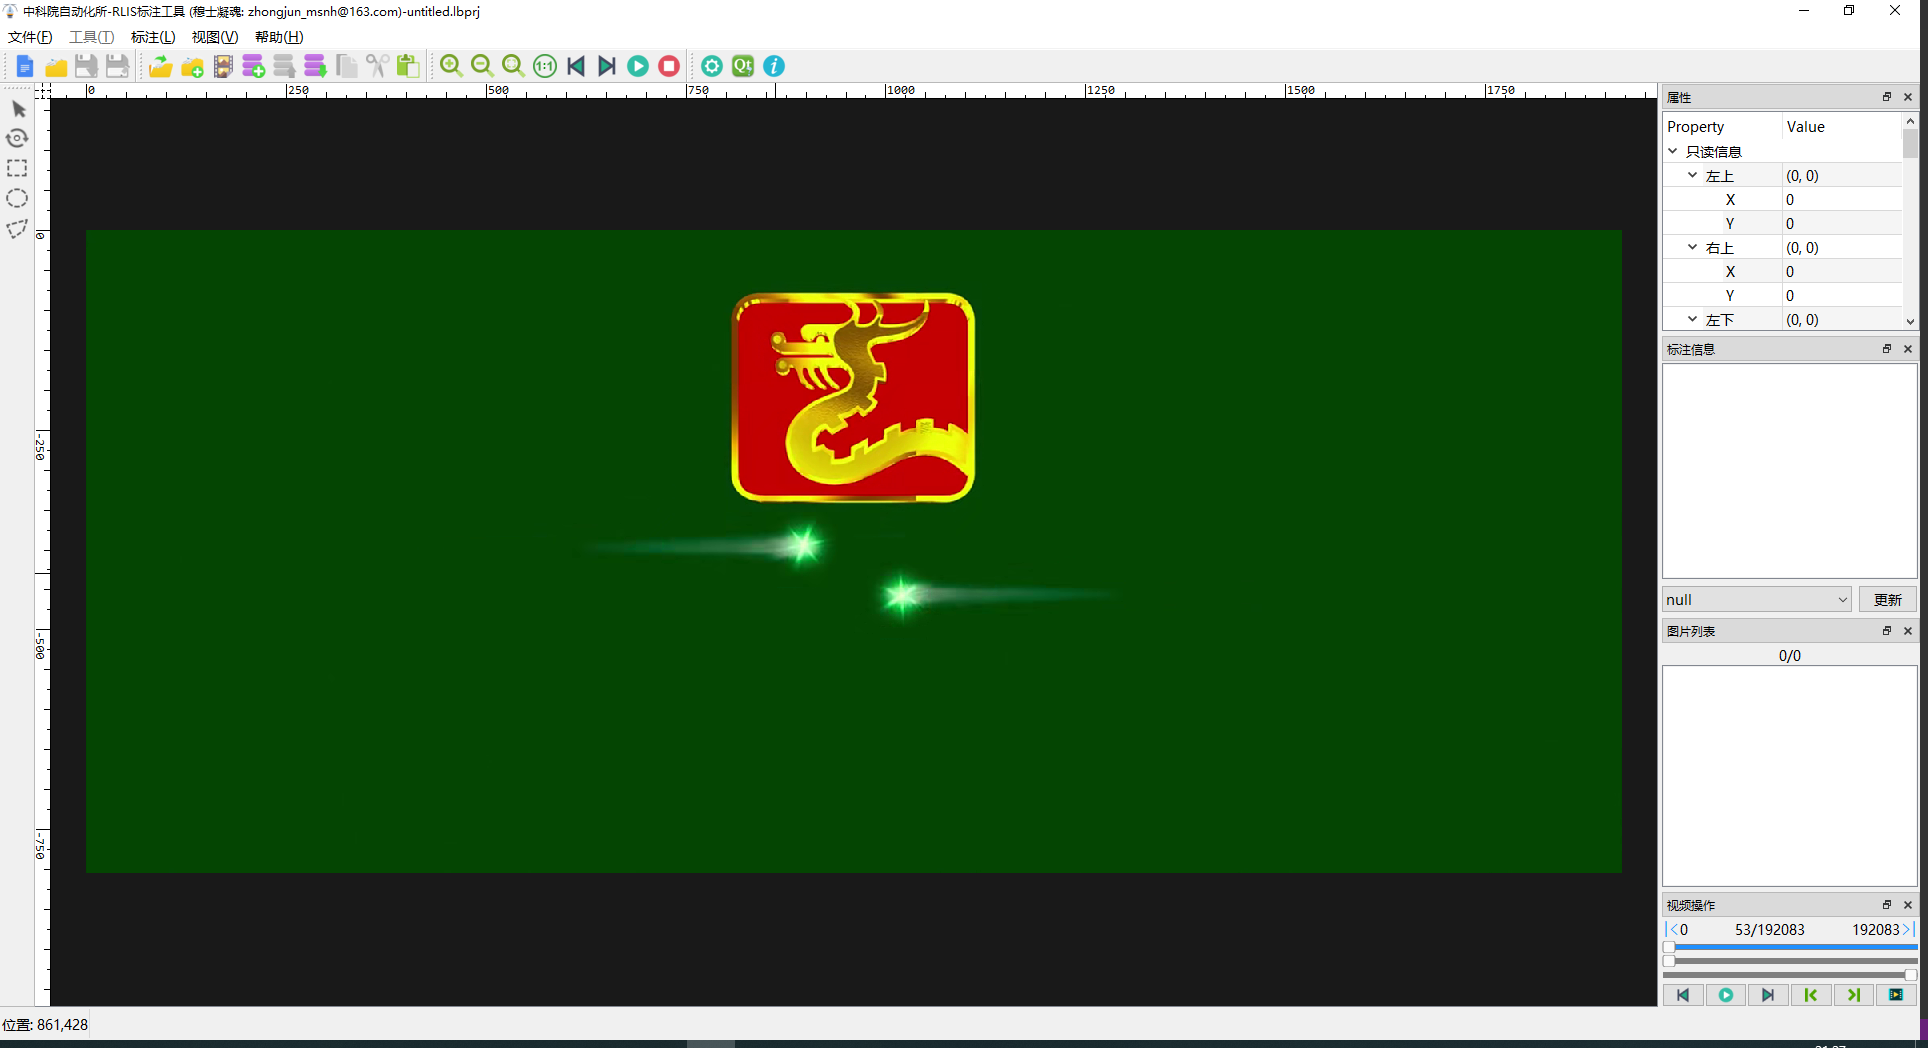 中科院自动化所-RLIS标注工具 (穆士凝魂: zhongjun_msnh@163.com)-untitled.lbprj
文件(F) 工具(T) 标注(L) 视图(V) 帮助(H)
1:1 Qt i
0 250 500 750 1000 1250 1500 1750
0
-250
-500
-750
属性
Property Value
只读信息
左上 (0, 0)
X 0
Y 0
右上 (0, 0)
X 0
Y 0
左下 (0, 0)
标注信息
null 更新
图片列表
0/0
视频操作
|<0 53/192083 192083>|
位置: 861,428